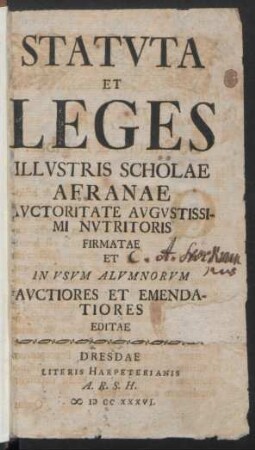 STATVTA
ET
LEGES
ILLVSTRIS SCHOLAE
AFRANAE
AVCTORITATE AVGVSTISSI-
MI NVTRITORIS
FIRMATAE
ET C. A.
IN VSVM ALVMNORVM
AVCTIORES ET EMENDA-
TIORES
EDITAE
DRESDAE
LITERIS HARPETERIANIS
A. R. S. H.
ꝏ IↃ CC XXXVI.